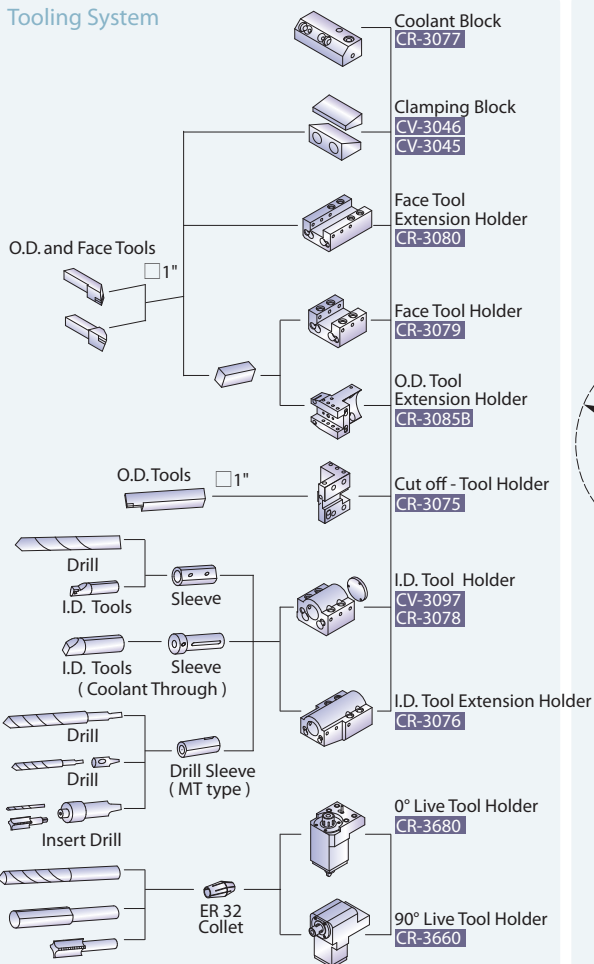 Tooling System
Coolant Block
CR-3077
Clamping Block
CV-3046
CV-3045
Face Tool
Extension Holder
CR-3080
O.D. and Face Tools
□1"
Face Tool Holder
CR-3079
O.D. Tool
Extension Holder
CR-3085B
O.D. Tools □1"
Cut off - Tool Holder
CR-3075
Drill
I.D. Tools
Sleeve
I.D. Tool Holder
CV-3097
CR-3078
I.D. Tools
( Coolant Through )
Sleeve
I.D. Tool Extension Holder
CR-3076
Drill
Drill
Drill Sleeve
( MT type )
Insert Drill
0° Live Tool Holder
CR-3680
ER 32
Collet
90° Live Tool Holder
CR-3660